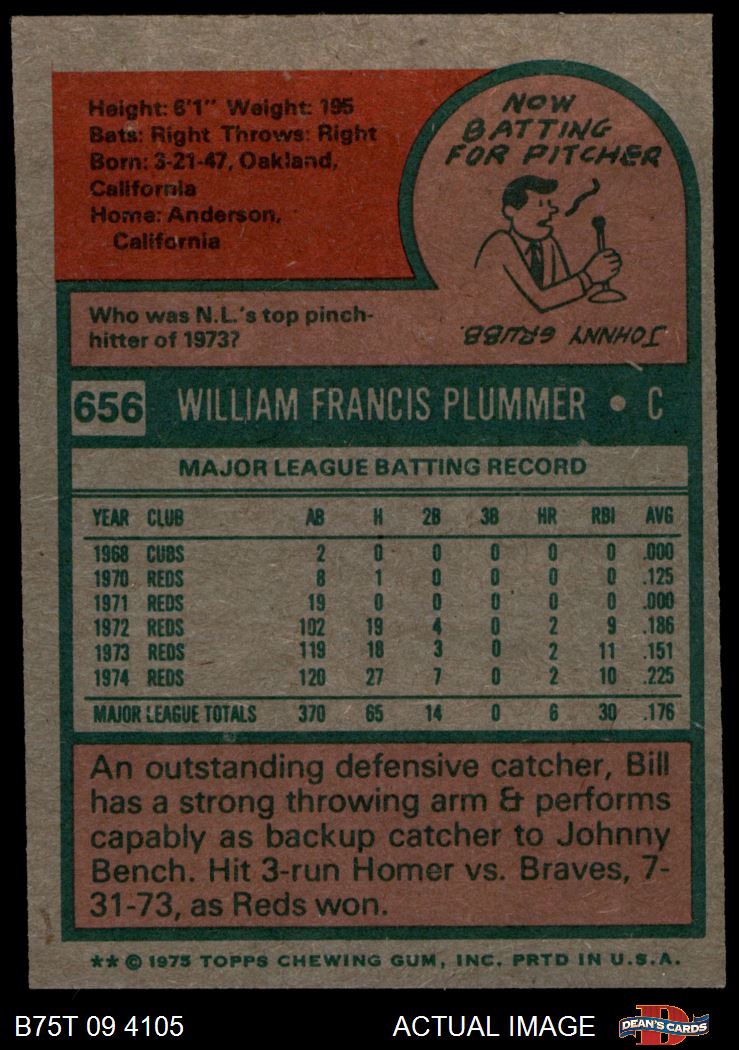 Height: 6'1" Weight: 195
Bats: Right Throws: Right
Born: 3-21-47, Oakland,
California
Home: Anderson,
California
NOW
BATTING
FOR PITCHER
Who was N.L.'s top pinch-
hitter of 1973?
JOHNNY GRUBB.
656 WILLIAM FRANCIS PLUMMER • C
MAJOR LEAGUE BATTING RECORD
YEAR CLUB AB H 2B 3B HR RBI AVG
1968 CUBS 2 0 0 0 0 0 .000
1970 REDS 8 1 0 0 0 0 .125
1971 REDS 19 0 0 0 0 0 .000
1972 REDS 102 19 4 0 2 9 .186
1973 REDS 119 18 3 0 2 11 .151
1974 REDS 120 27 7 0 2 10 .225
MAJOR LEAGUE TOTALS 370 65 14 0 6 30 .176
An outstanding defensive catcher, Bill
has a strong throwing arm & performs
capably as backup catcher to Johnny
Bench. Hit 3-run Homer vs. Braves, 7-
31-73, as Reds won.
** © 1975 TOPPS CHEWING GUM, INC. PRTD IN U.S.A.
B75T 09 4105 ACTUAL IMAGE D DEAN'S CARDS